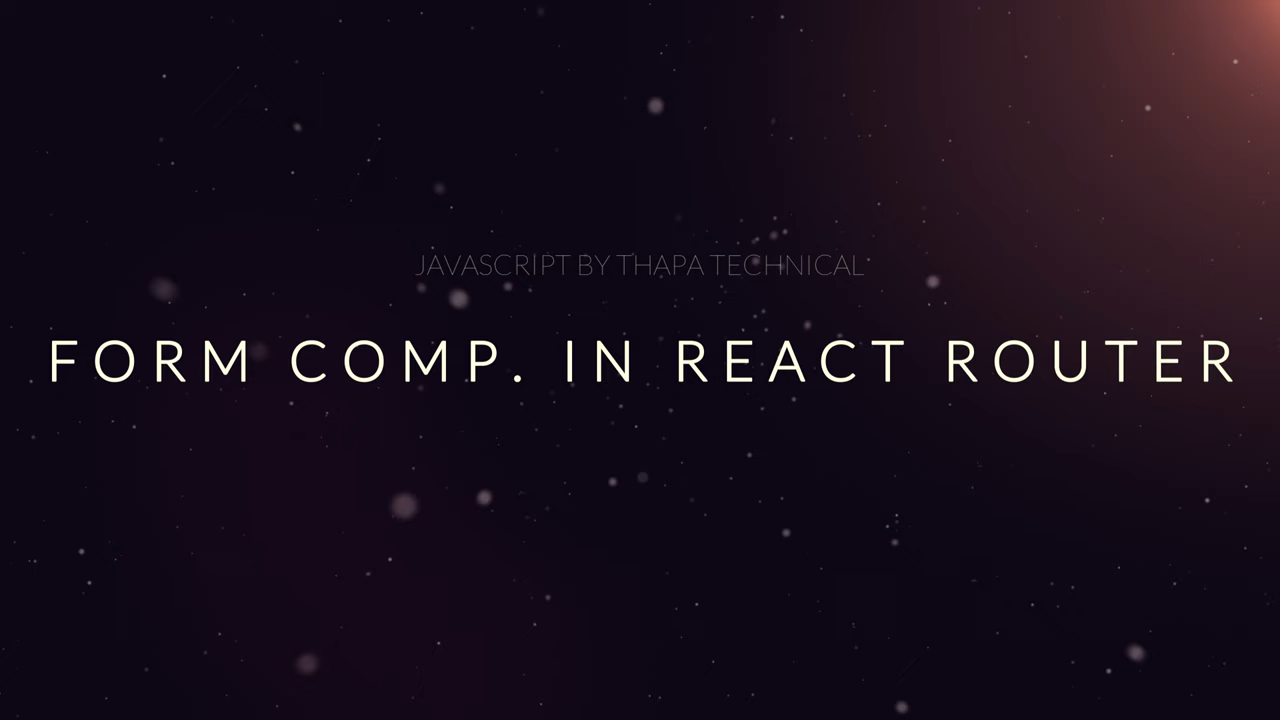 JAVASCRIPT BY THAPA TECHNICAL
FORM COMP. IN REACT ROUTER